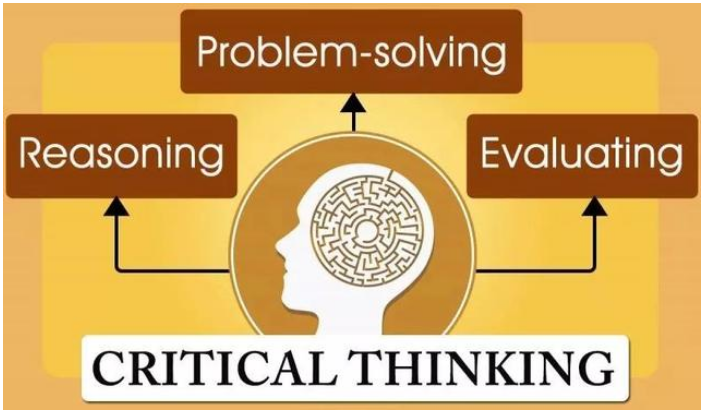 Problem-solving
Reasoning
Evaluating
CRITICAL THINKING